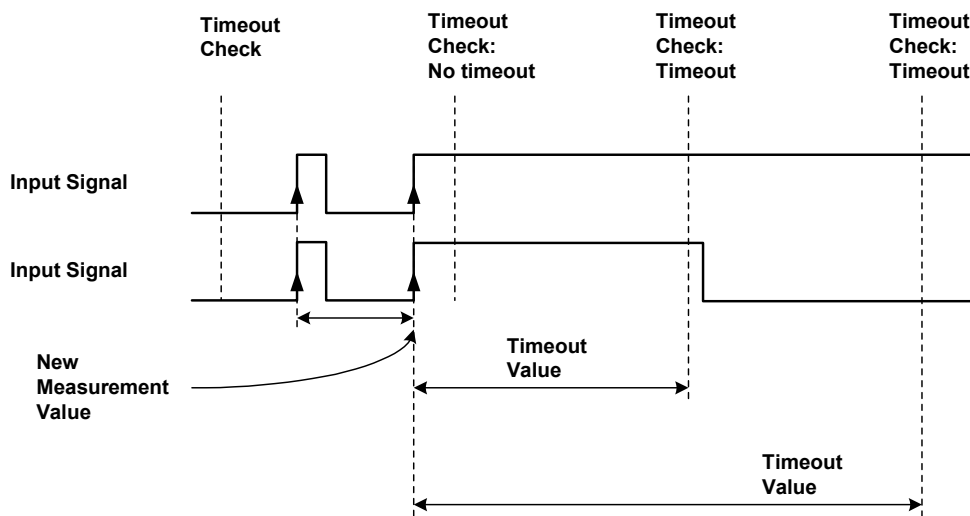 Timeout
Check
Timeout
Check:
No timeout
Timeout
Check:
Timeout
Timeout
Check:
Timeout
Input Signal
Input Signal
New
Measurement
Value
Timeout
Value
Timeout
Value